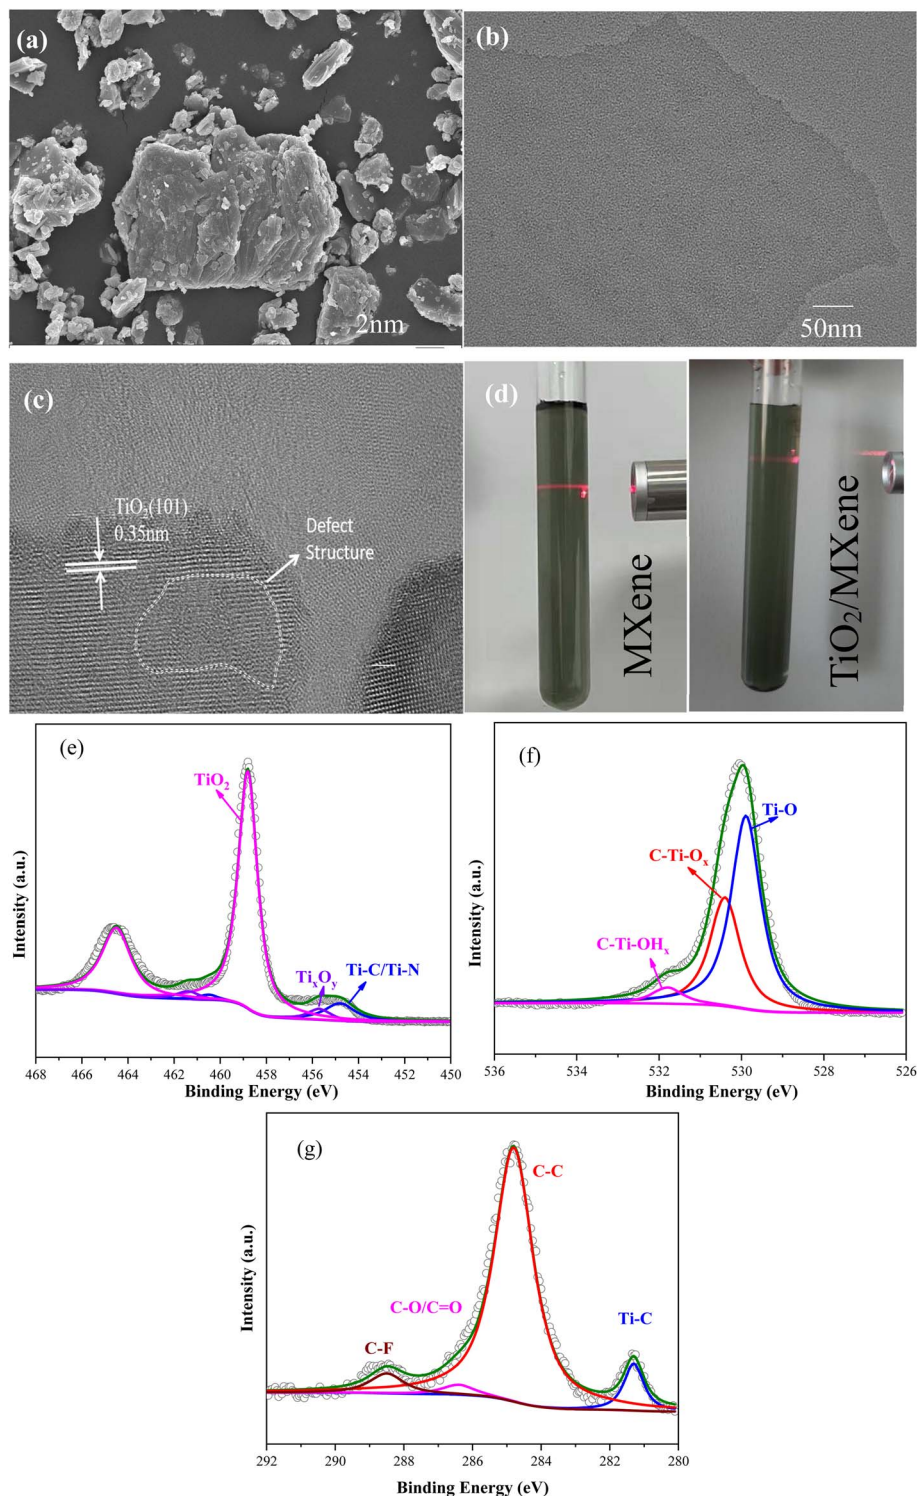 (a)
2nm
(b)
50nm
(c)
TiO₂(101)
0.35nm
Defect
Structure
(d)
MXene
TiO₂/MXene
(e)
TiO₂
TiₓOᵧ
Ti-C/Ti-N
Intensity (a.u.)
468 466 464 462 460 458 456 454 452 450
Binding Energy (eV)
(f)
Ti-O
C-Ti-Oₓ
C-Ti-OHₓ
Intensity (a.u.)
536 534 532 530 528 526
Binding Energy (eV)
(g)
C-C
C-O/C=O
C-F
Ti-C
Intensity (a.u.)
292 290 288 286 284 282 280
Binding Energy (eV)